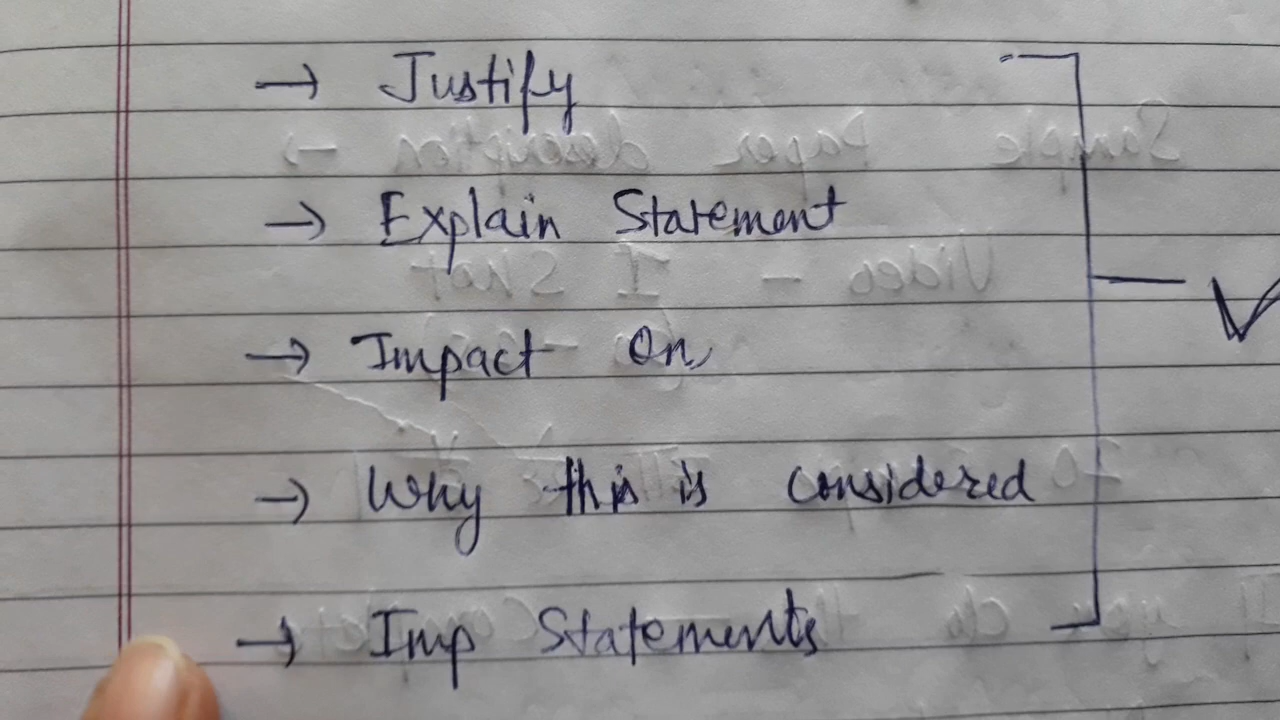 → Justify
→ Explain Statement
→ Impact On
→ Why this is considered
→ Imp Statements